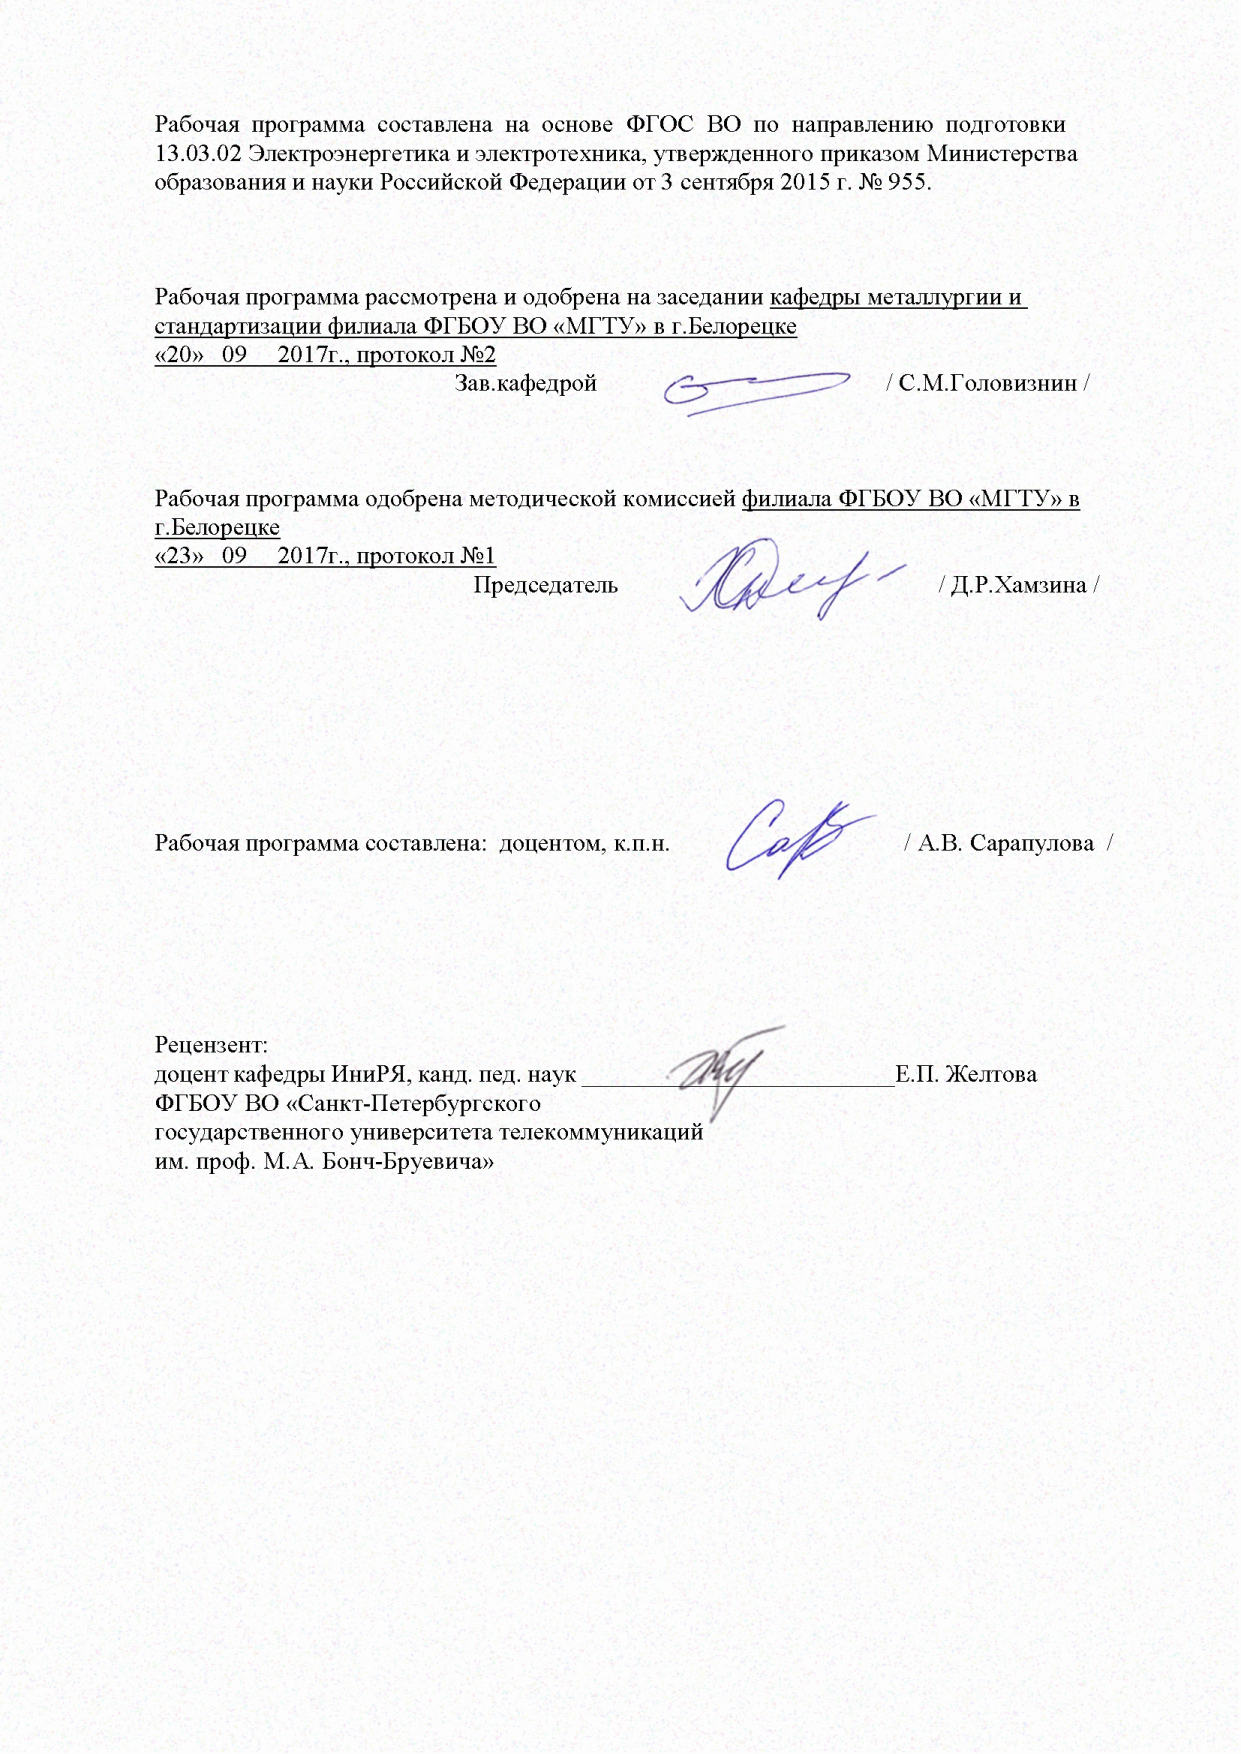 Рабочая программа составлена на основе ФГОС ВО по направлению подготовки
13.03.02 Электроэнергетика и электротехника, утвержденного приказом Министерства
образования и науки Российской Федерации от 3 сентября 2015 г. № 955.
Рабочая программа рассмотрена и одобрена на заседании кафедры металлургии и
стандартизации филиала ФГБОУ ВО «МГТУ» в г.Белорецке
«20» 09 2017г., протокол №2
Зав.кафедрой / С.М.Головизнин /
Рабочая программа одобрена методической комиссией филиала ФГБОУ ВО «МГТУ» в
г.Белорецке
«23» 09 2017г., протокол №1
Председатель / Д.Р.Хамзина /
Рабочая программа составлена: доцентом, к.п.н. / А.В. Сарапулова /
Рецензент:
доцент кафедры ИниРЯ, канд. пед. наук __________________________Е.П. Желтова
ФГБОУ ВО «Санкт-Петербургского
государственного университета телекоммуникаций
им. проф. М.А. Бонч-Бруевича»